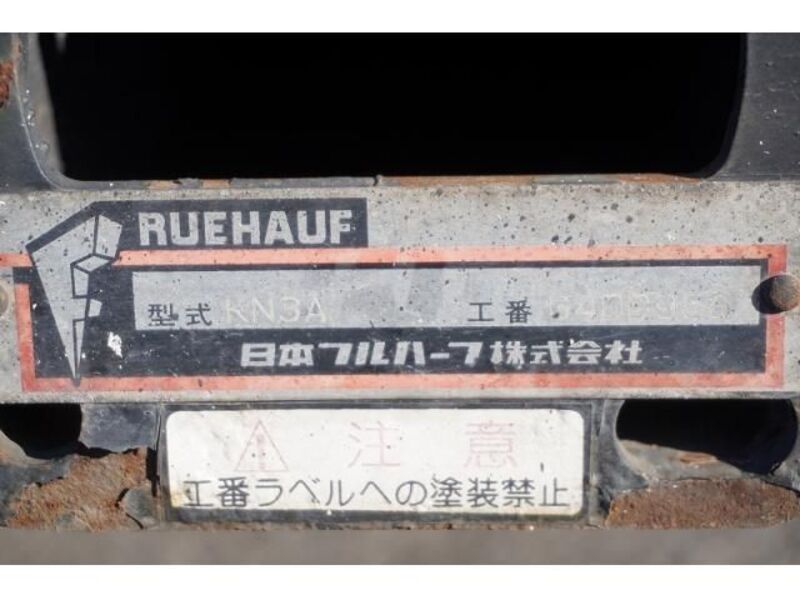 FRUEHAUF
型式 KN3A 工番
日本フルハーフ株式会社
⚠ 注意
工番ラベルへの塗装禁止